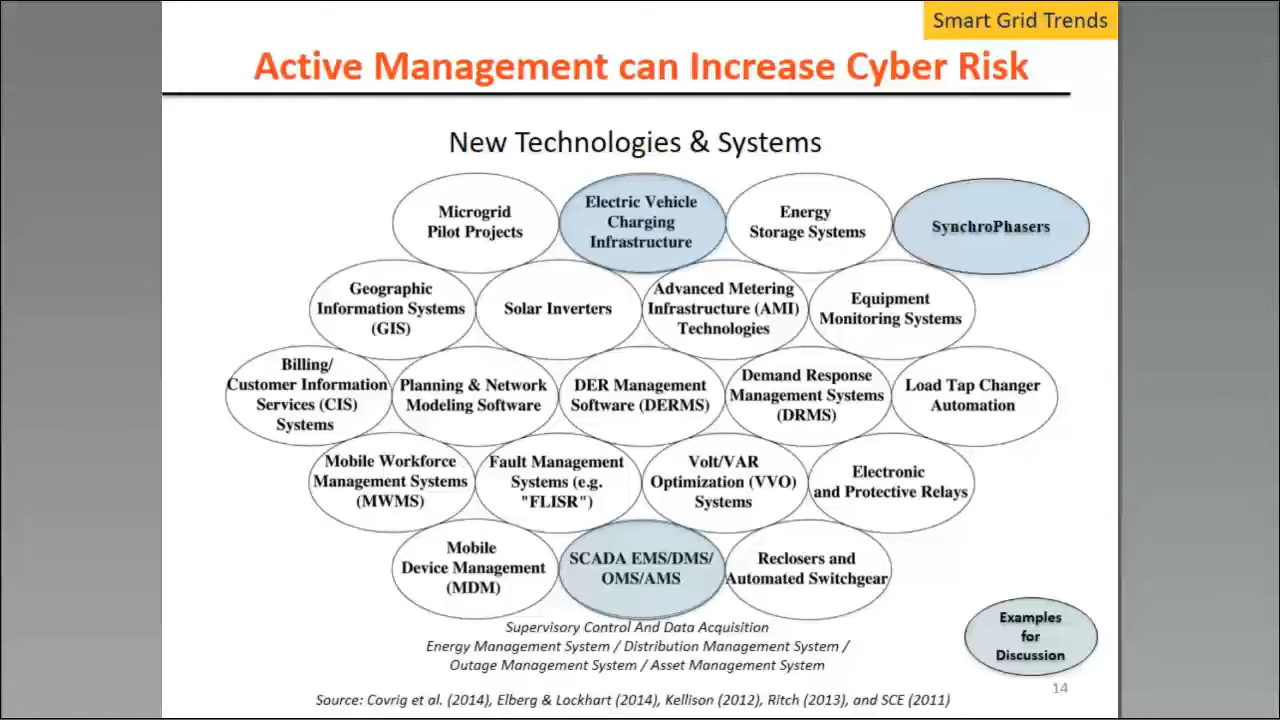 Smart Grid Trends
Active Management can Increase Cyber Risk
New Technologies & Systems
Microgrid
Pilot Projects
Electric Vehicle
Charging
Infrastructure
Energy
Storage Systems
SynchroPhasers
Geographic
Information Systems
(GIS)
Solar Inverters
Advanced Metering
Infrastructure (AMI)
Technologies
Equipment
Monitoring Systems
Billing/
Customer Information
Services (CIS)
Systems
Planning & Network
Modeling Software
DER Management
Software (DERMS)
Demand Response
Management Systems
(DRMS)
Load Tap Changer
Automation
Mobile Workforce
Management Systems
(MWMS)
Fault Management
Systems (e.g.
"FLISR")
Volt/VAR
Optimization (VVO)
Systems
Electronic
and Protective Relays
Mobile
Device Management
(MDM)
SCADA EMS/DMS/
OMS/AMS
Reclosers and
Automated Switchgear
Supervisory Control And Data Acquisition
Energy Management System / Distribution Management System /
Outage Management System / Asset Management System
Examples
for
Discussion
14
Source: Covrig et al. (2014), Elberg & Lockhart (2014), Kellison (2012), Ritch (2013), and SCE (2011)